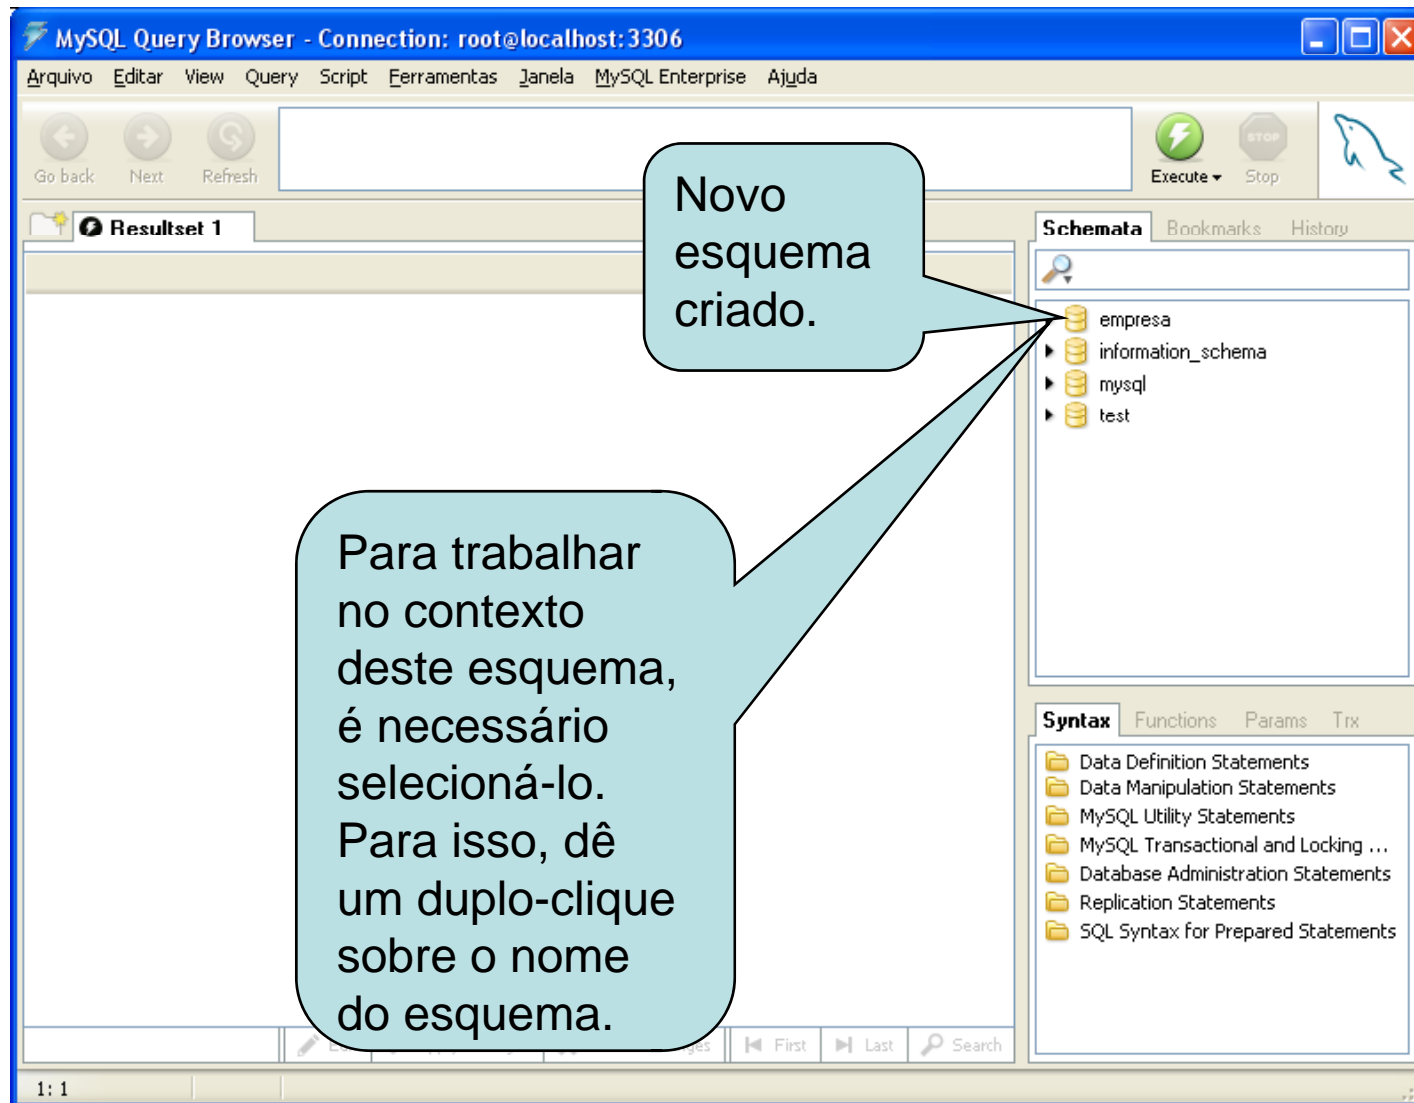 MySQL Query Browser - Connection: root@localhost:3306
Arquivo Editar View Query Script Ferramentas Janela MySQL Enterprise Ajuda
Go back Next Refresh
Execute Stop
STOP
Resultset 1
Novo
esquema
criado.
Schemata Bookmarks History
empresa
information_schema
mysql
test
Para trabalhar
no contexto
deste esquema,
é necessário
selecioná-lo.
Para isso, dê
um duplo-clique
sobre o nome
do esquema.
Syntax Functions Params Trx
Data Definition Statements
Data Manipulation Statements
MySQL Utility Statements
MySQL Transactional and Locking ...
Database Administration Statements
Replication Statements
SQL Syntax for Prepared Statements
First Last Search
1: 1